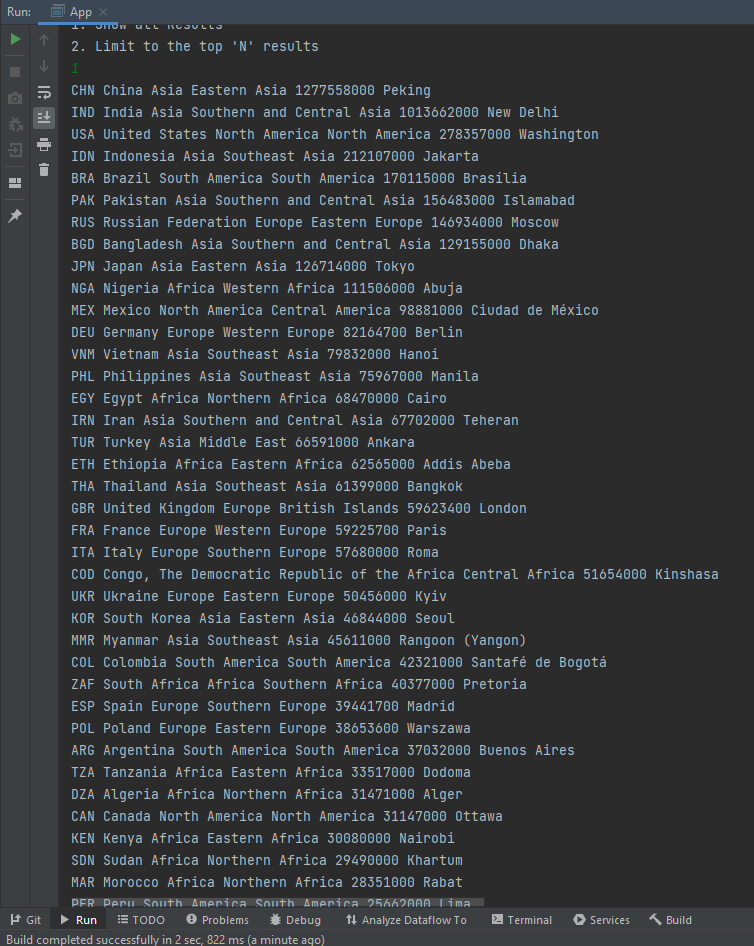 Run: App
1. Show all Results
2. Limit to the top 'N' results
1
CHN China Asia Eastern Asia 1277558000 Peking
IND India Asia Southern and Central Asia 1013662000 New Delhi
USA United States North America North America 278357000 Washington
IDN Indonesia Asia Southeast Asia 212107000 Jakarta
BRA Brazil South America South America 170115000 Brasília
PAK Pakistan Asia Southern and Central Asia 156483000 Islamabad
RUS Russian Federation Europe Eastern Europe 146934000 Moscow
BGD Bangladesh Asia Southern and Central Asia 129155000 Dhaka
JPN Japan Asia Eastern Asia 126714000 Tokyo
NGA Nigeria Africa Western Africa 111506000 Abuja
MEX Mexico North America Central America 98881000 Ciudad de México
DEU Germany Europe Western Europe 82164700 Berlin
VNM Vietnam Asia Southeast Asia 79832000 Hanoi
PHL Philippines Asia Southeast Asia 75967000 Manila
EGY Egypt Africa Northern Africa 68470000 Cairo
IRN Iran Asia Southern and Central Asia 67702000 Teheran
TUR Turkey Asia Middle East 66591000 Ankara
ETH Ethiopia Africa Eastern Africa 62565000 Addis Abeba
THA Thailand Asia Southeast Asia 61399000 Bangkok
GBR United Kingdom Europe British Islands 59623400 London
FRA France Europe Western Europe 59225700 Paris
ITA Italy Europe Southern Europe 57680000 Roma
COD Congo, The Democratic Republic of the Africa Central Africa 51654000 Kinshasa
UKR Ukraine Europe Eastern Europe 50456000 Kyiv
KOR South Korea Asia Eastern Asia 46844000 Seoul
MMR Myanmar Asia Southeast Asia 45611000 Rangoon (Yangon)
COL Colombia South America South America 42321000 Santafé de Bogotá
ZAF South Africa Africa Southern Africa 40377000 Pretoria
ESP Spain Europe Southern Europe 39441700 Madrid
POL Poland Europe Eastern Europe 38653600 Warszawa
ARG Argentina South America South America 37032000 Buenos Aires
TZA Tanzania Africa Eastern Africa 33517000 Dodoma
DZA Algeria Africa Northern Africa 31471000 Alger
CAN Canada North America North America 31147000 Ottawa
KEN Kenya Africa Eastern Africa 30080000 Nairobi
SDN Sudan Africa Northern Africa 29490000 Khartum
MAR Morocco Africa Northern Africa 28351000 Rabat
PER Peru South America South America 25662000 Lima
Git Run TODO Problems Debug Analyze Dataflow To Terminal Services Build
Build completed successfully in 2 sec, 822 ms (a minute ago)